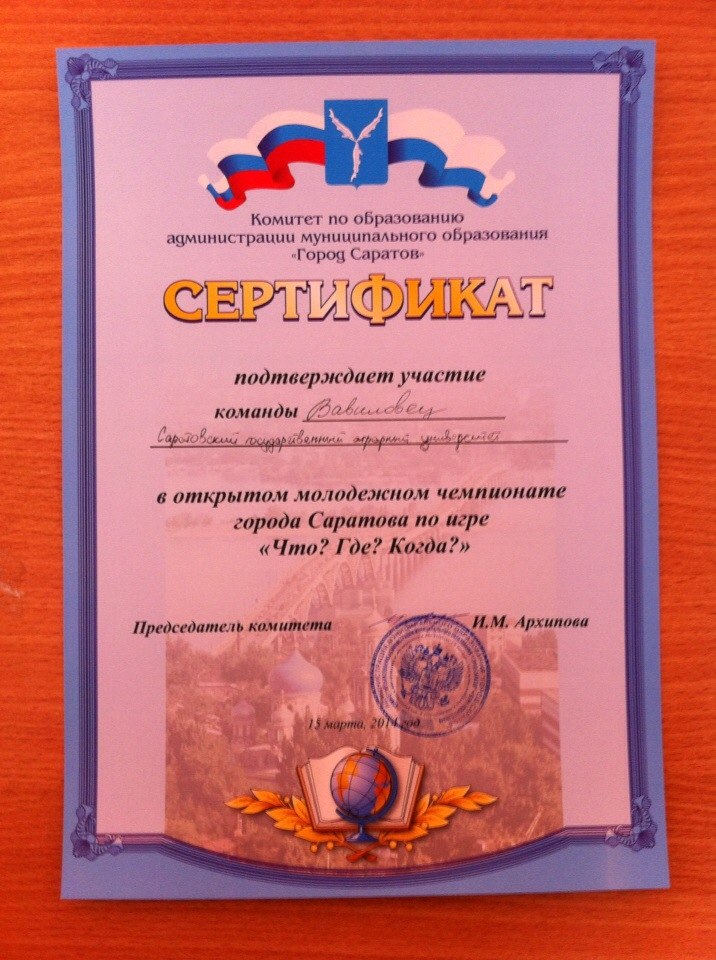 Комитет по образованию
администрации муниципального образования
«Город Саратов»
СЕРТИФИКАТ
подтверждает участие
команды Вавиловец
Саратовский государственный аграрный университет
в открытом молодежном чемпионате
города Саратова по игре
«Что? Где? Когда?»
Председатель комитета И.М. Архипова
15 марта, 2014 год